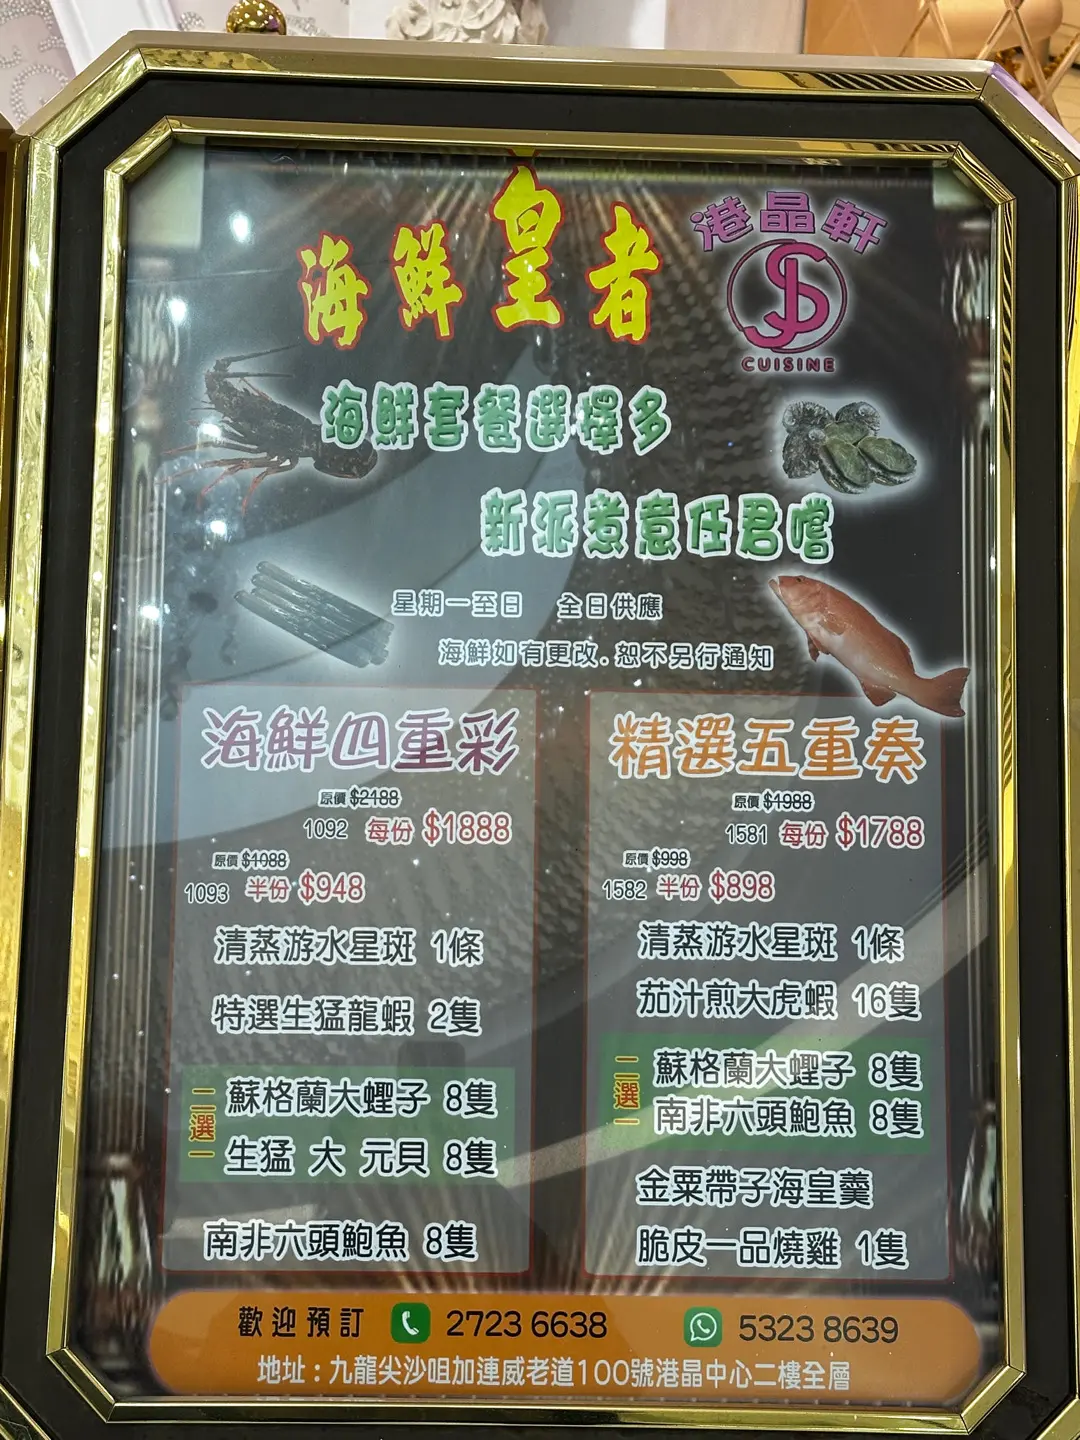 港晶軒
JS
CUISINE
海鮮皇者
海鮮套餐選擇多
新派煮意任君嚐
星期一至日 全日供應
海鮮如有更改.恕不另行通知
海鮮四重彩
原價 $2188
1092 每份 $1888
原價 $1088
1093 半份 $948
清蒸游水星斑 1條
特選生猛龍蝦 2隻
二選一
蘇格蘭大蟶子 8隻
生猛 大 元貝 8隻
南非六頭鮑魚 8隻
精選五重奏
原價 $1988
1581 每份 $1788
原價 $998
1582 半份 $898
清蒸游水星斑 1條
茄汁煎大虎蝦 16隻
二選一
蘇格蘭大蟶子 8隻
南非六頭鮑魚 8隻
金粟帶子海皇羹
脆皮一品燒雞 1隻
歡迎預訂 2723 6638 5323 8639
地址：九龍尖沙咀加連威老道100號港晶中心二樓全層